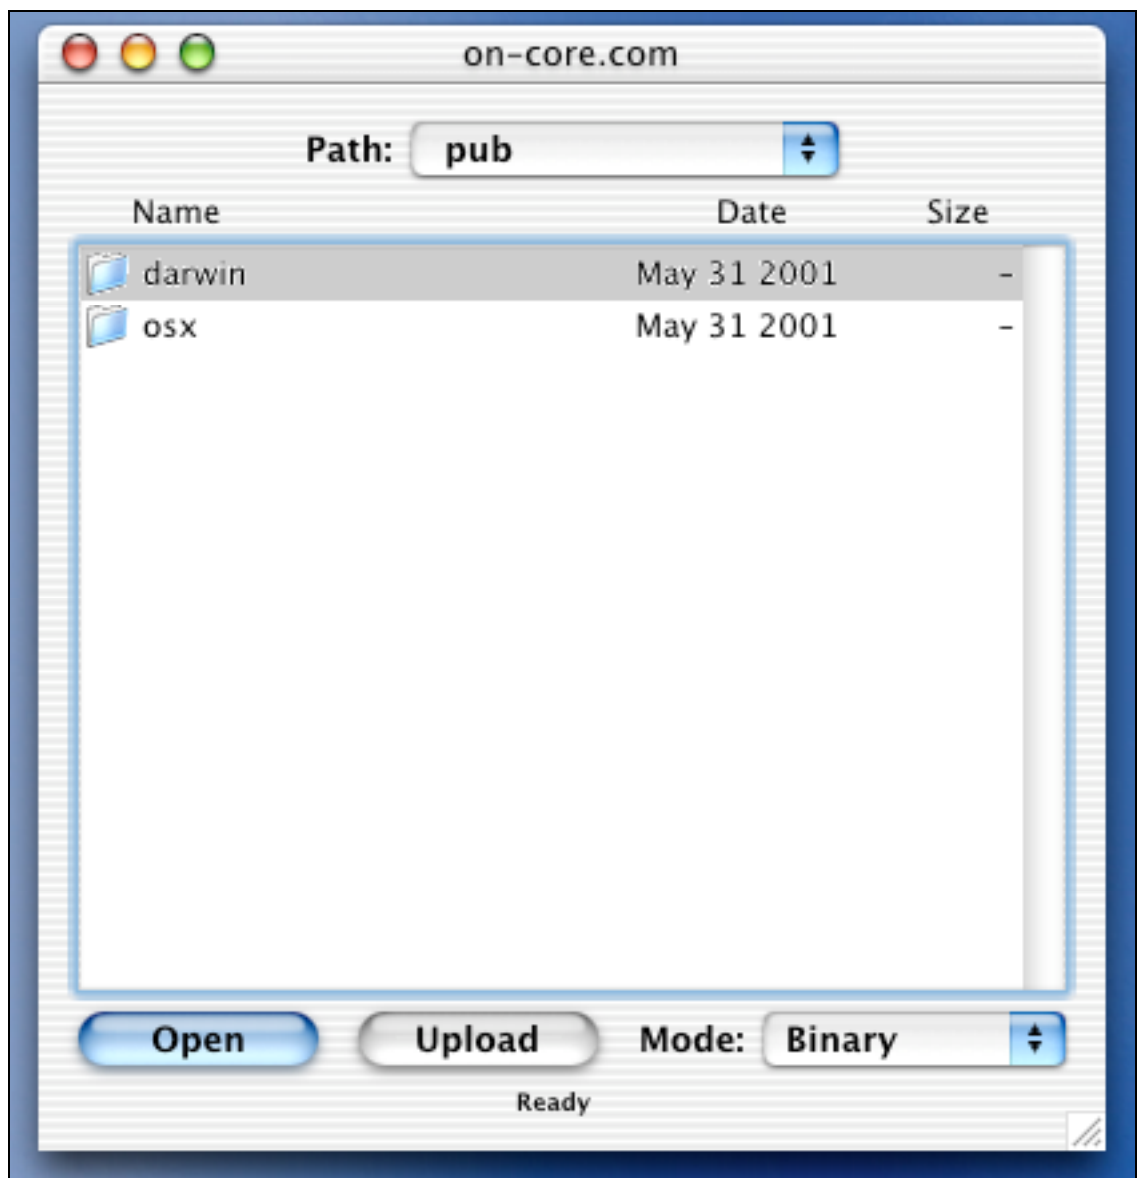 on-core.com
Path: pub
Name Date Size
darwin May 31 2001 –
osx May 31 2001 –
Open Upload Mode: Binary
Ready